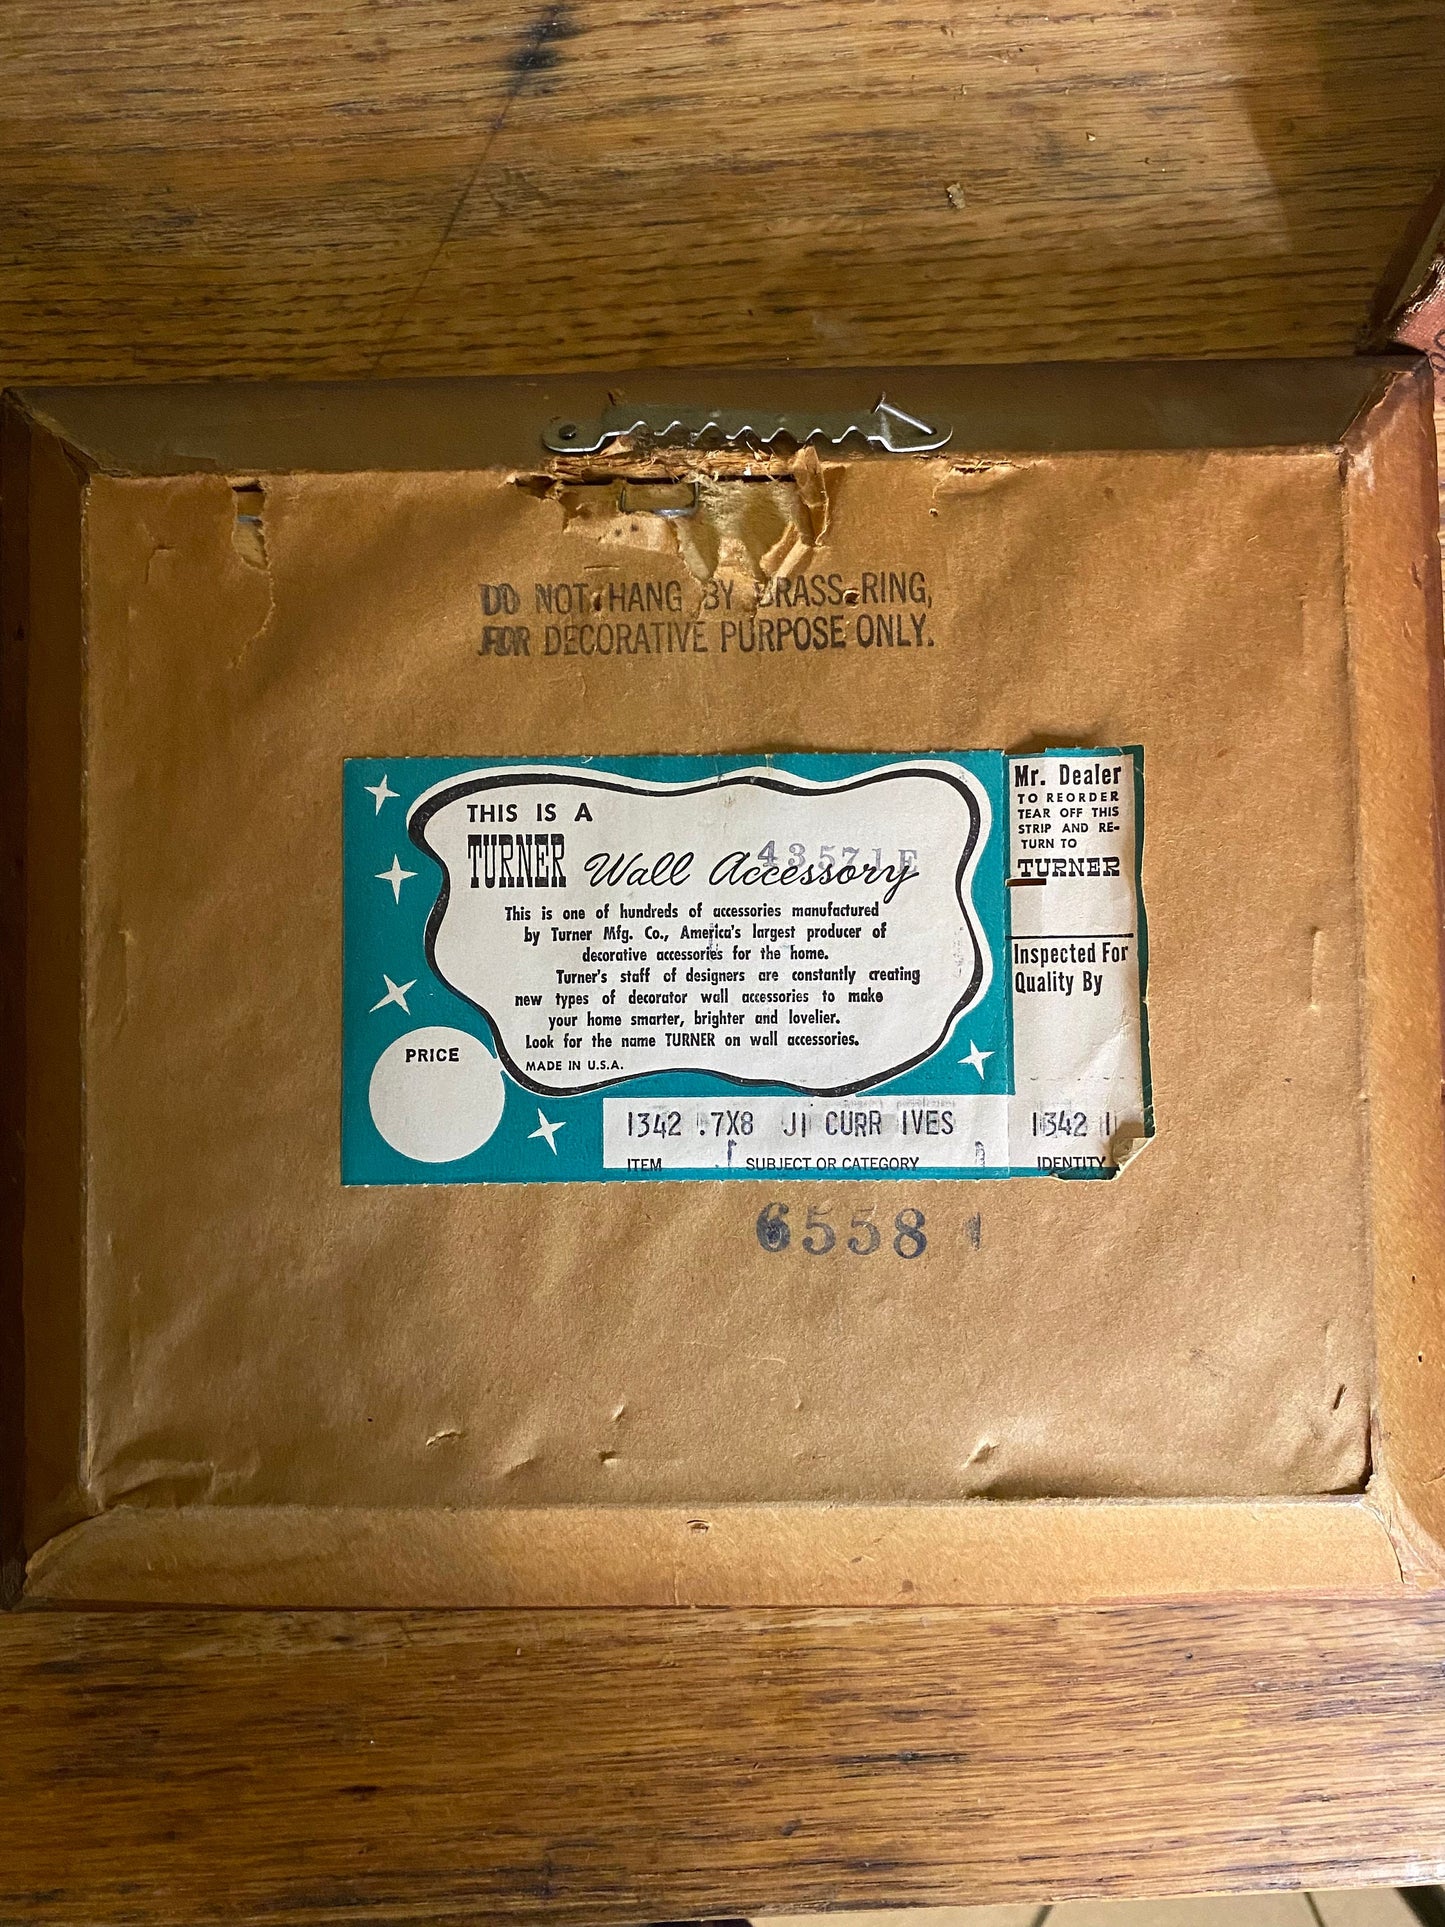 DO NOT HANG BY BRASS RING,
FOR DECORATIVE PURPOSE ONLY.
THIS IS A
TURNER Wall Accessory
43571E
This is one of hundreds of accessories manufactured
by Turner Mfg. Co., America's largest producer of
decorative accessories for the home.
Turner's staff of designers are constantly creating
new types of decorator wall accessories to make
your home smarter, brighter and lovelier.
Look for the name TURNER on wall accessories.
MADE IN U.S.A.
PRICE
1342 .7X8 JI CURR IVES
ITEM SUBJECT OR CATEGORY
Mr. Dealer
TO REORDER
TEAR OFF THIS
STRIP AND RE-
TURN TO
TURNER
Inspected For
Quality By
1342
IDENTITY
6558